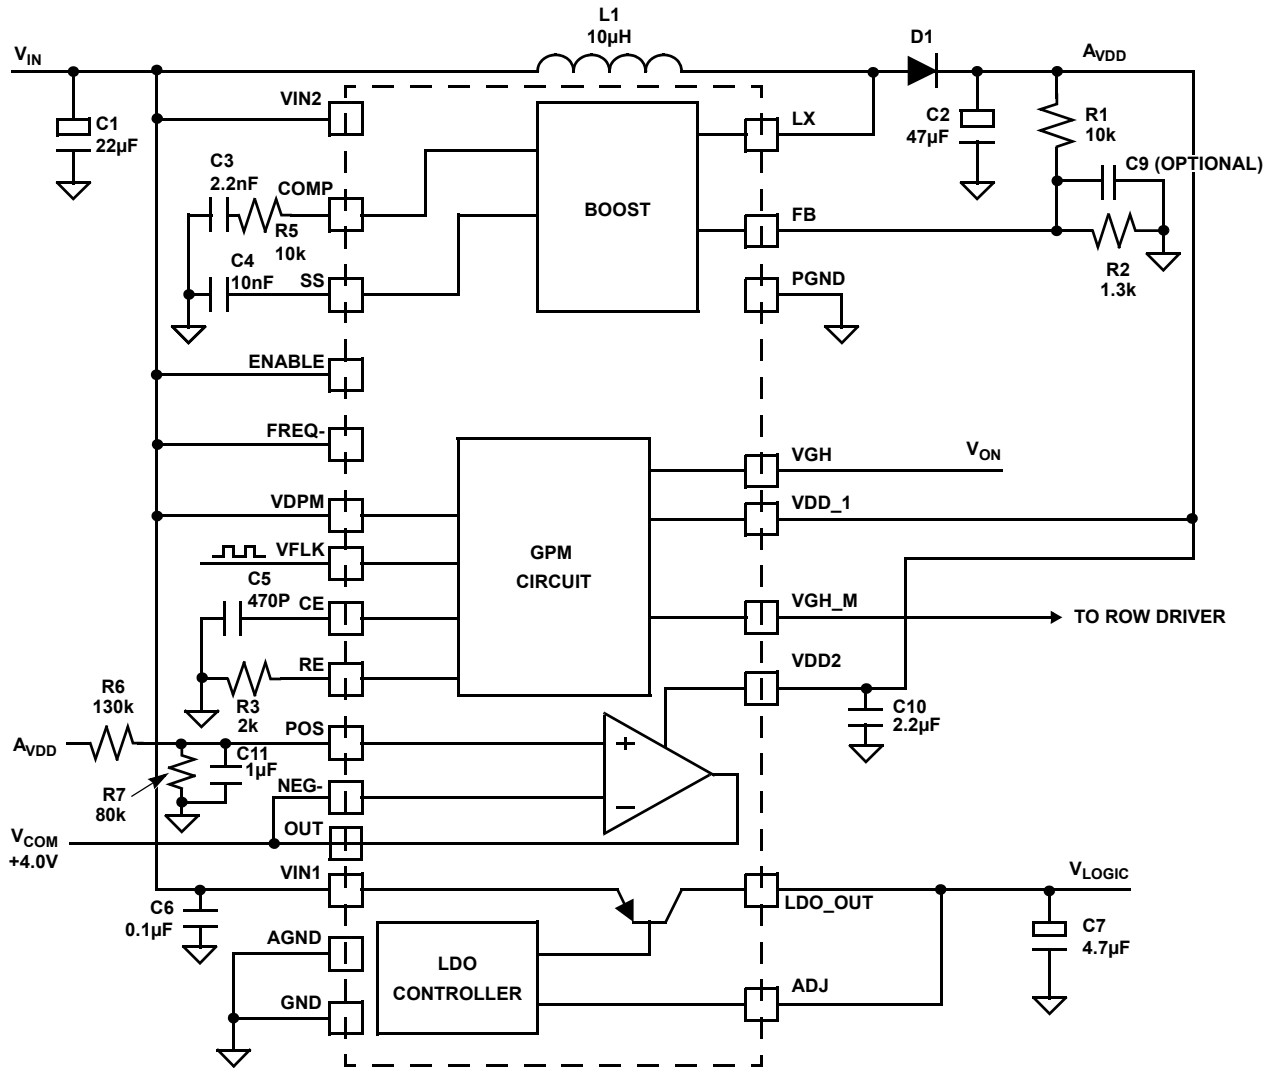 L1
10µH
D1
VIN
AVDD
VIN2
LX
C1
22µF
C2
47µF
R1
10k
C3
2.2nF
COMP
C9 (OPTIONAL)
R5
10k
BOOST
FB
C4
10nF
SS
PGND
R2
1.3k
ENABLE
FREQ-
VGH
VON
VDPM
VDD_1
VFLK
GPM
CIRCUIT
C5
470P
CE
VGH_M
TO ROW DRIVER
RE
VDD2
R6
130k
R3
2k
C10
2.2µF
POS
AVDD
+
C11
1µF
R7
80k
NEG-
–
OUT
VCOM
+4.0V
VIN1
VLOGIC
LDO_OUT
C6
0.1µF
C7
4.7µF
AGND
LDO
CONTROLLER
ADJ
GND